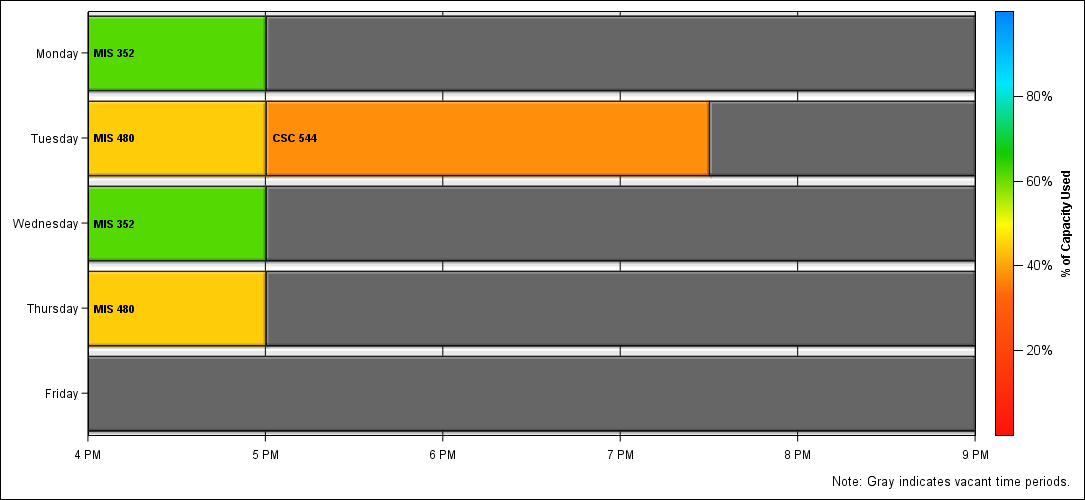 Monday
MIS 352
Tuesday
MIS 480
CSC 544
Wednesday
MIS 352
Thursday
MIS 480
Friday
4 PM
5 PM
6 PM
7 PM
8 PM
9 PM
80%
60%
40%
20%
% of Capacity Used
Note: Gray indicates vacant time periods.